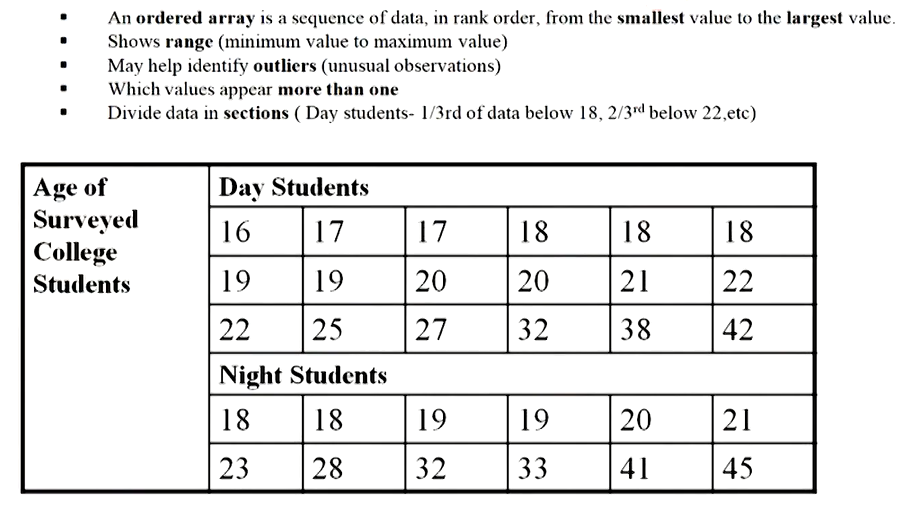 ▪ An ordered array is a sequence of data, in rank order, from the smallest value to the largest value.
▪ Shows range (minimum value to maximum value)
▪ May help identify outliers (unusual observations)
▪ Which values appear more than one
▪ Divide data in sections ( Day students- 1/3rd of data below 18, 2/3rd below 22,etc)
Age of
Surveyed
College
Students
Day Students
16 17 17 18 18 18
19 19 20 20 21 22
22 25 27 32 38 42
Night Students
18 18 19 19 20 21
23 28 32 33 41 45